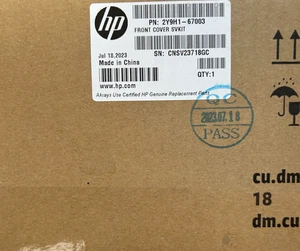 hp
PN: 2Y9H1-67003
FRONT COVER SVKIT
Jul 18,2023
SN: CNSV23718GC
Made in China
www.hp.com
QTY:1
Always Use Certified HP Genuine Replacement Parts
QC
2023.07.18
PASS
cu.dm
18
dm.cu